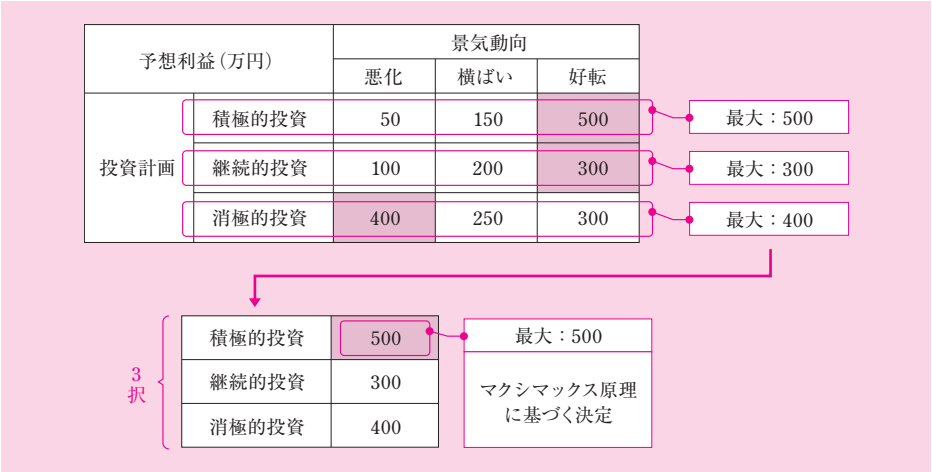 予想利益（万円） 景気動向
悪化 横ばい 好転
投資計画
積極的投資 50 150 500 最大：500
継続的投資 100 200 300 最大：300
消極的投資 400 250 300 最大：400
3択
積極的投資 500
継続的投資 300
消極的投資 400
最大：500
マクシマックス原理
に基づく決定